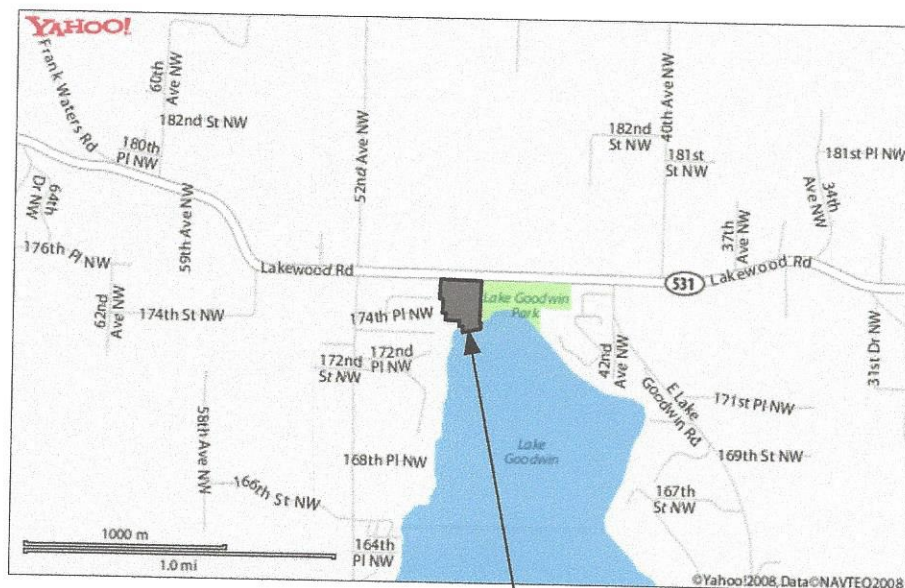 YAHOO!
Frank Waters Rd
60th
Ave NW
182nd St NW
180th
Pl NW
52nd Ave NW
40th Ave NW
182nd
St NW
181st
St NW
181st Pl NW
34th
Ave NW
37th
Ave NW
64th
Dr NW
59th Ave NW
176th Pl NW
Lakewood Rd
531
Lakewood Rd
62nd
Ave NW
174th St NW
174th Pl NW
Lake Goodwin
Park
172nd
St NW
172nd
Pl NW
42nd
Ave NW
31st Dr NW
E Lake
Goodwin Rd
171st Pl NW
58th Ave NW
168th Pl NW
Lake
Goodwin
169th St NW
166th St NW
167th
St NW
164th
Pl NW
1000 m
1.0 mi
©Yahoo!2008, Data©NAVTEQ2008